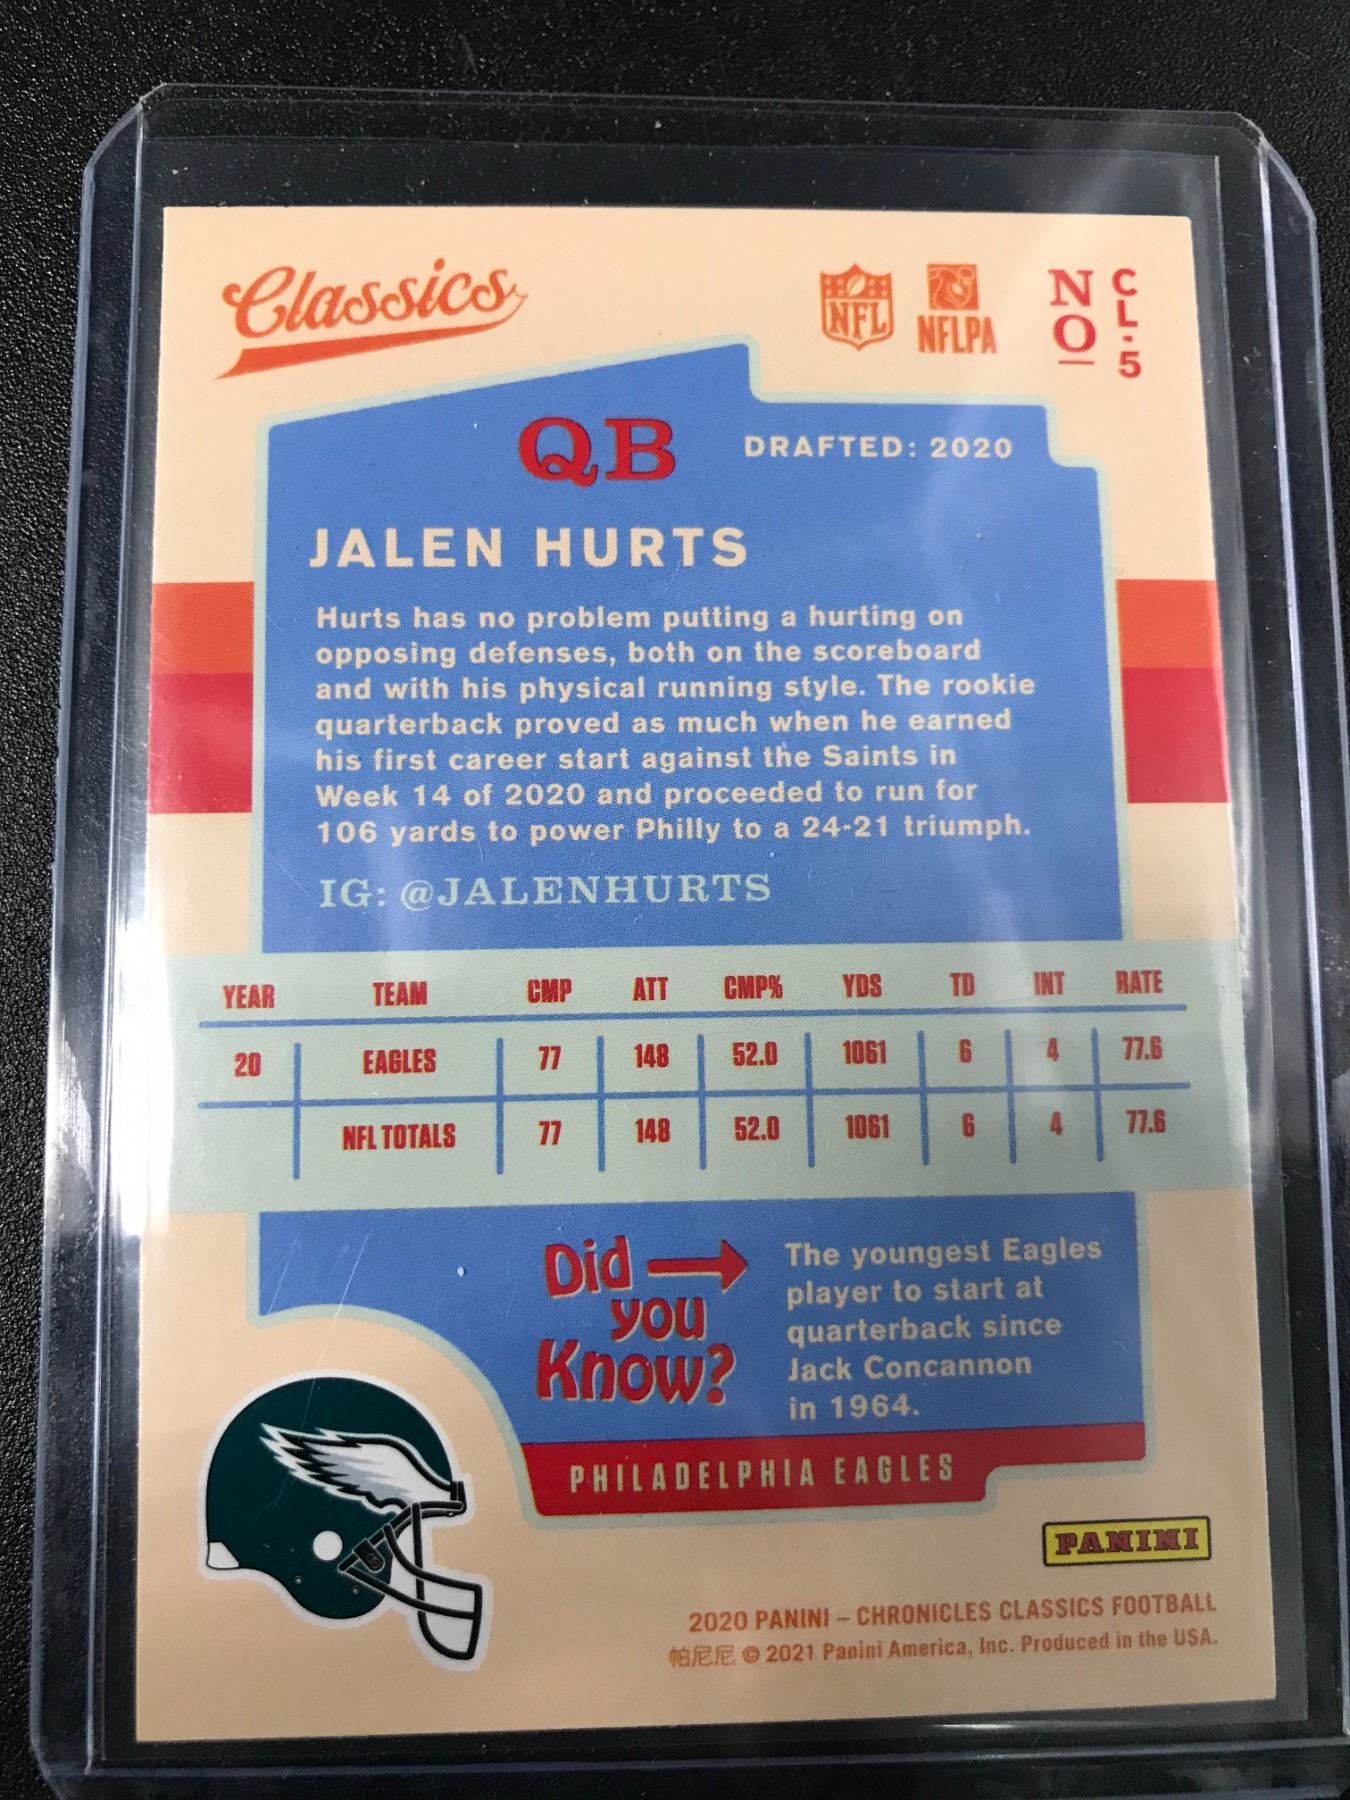 Classics
NFL
NFLPA
NO CL-5
QB
DRAFTED: 2020
JALEN HURTS
Hurts has no problem putting a hurting on
opposing defenses, both on the scoreboard
and with his physical running style. The rookie
quarterback proved as much when he earned
his first career start against the Saints in
Week 14 of 2020 and proceeded to run for
106 yards to power Philly to a 24-21 triumph.
IG: @JALENHURTS
YEAR TEAM CMP ATT CMP% YDS TD INT RATE
20 EAGLES 77 148 52.0 1061 6 4 77.6
NFL TOTALS 77 148 52.0 1061 6 4 77.6
Did
you
Know?
The youngest Eagles
player to start at
quarterback since
Jack Concannon
in 1964.
PHILADELPHIA EAGLES
PANINI
2020 PANINI – CHRONICLES CLASSICS FOOTBALL
帕尼尼 © 2021 Panini America, Inc. Produced in the USA.